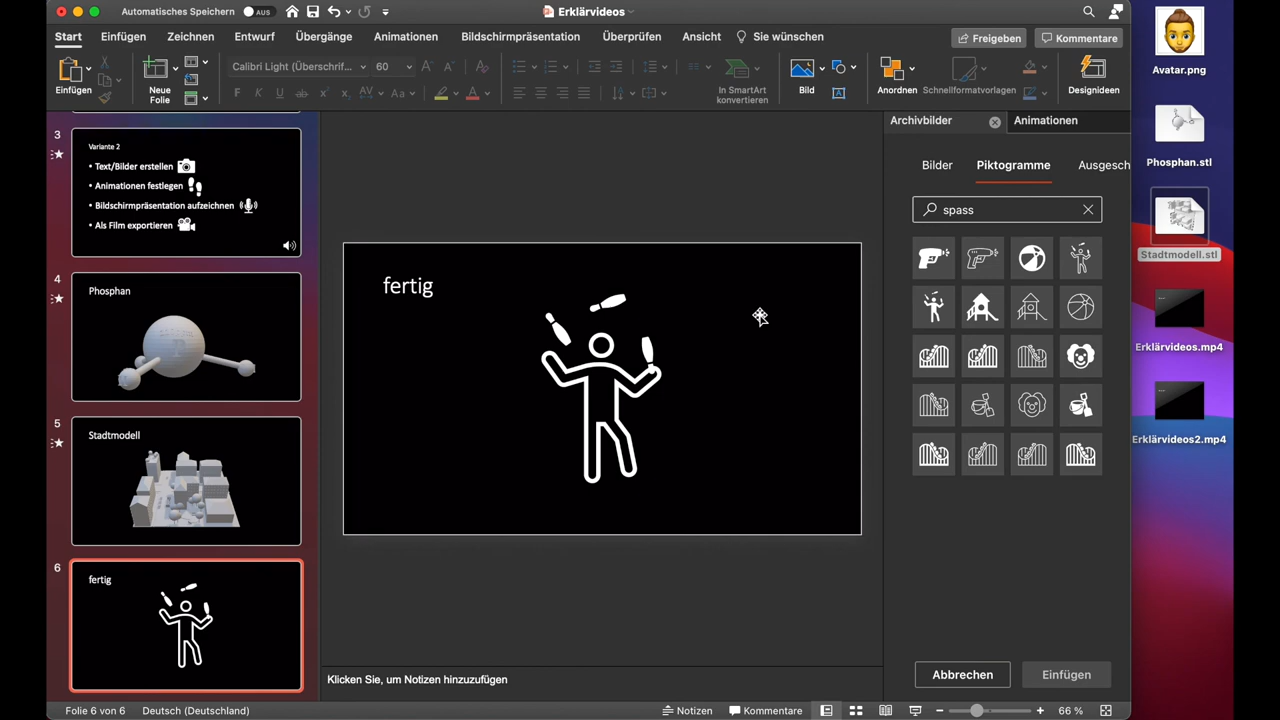 Automatisches Speichern AUS
Erklärvideos
Start Einfügen Zeichnen Entwurf Übergänge Animationen Bildschirmpräsentation Überprüfen Ansicht Sie wünschen
Freigeben Kommentare
Einfügen
Neue
Folie
Calibri Light (Überschrif... 60
F K U ab x x AV Aa A
In SmartArt
konvertieren
Bild
Anordnen
Schnellformatvorlagen
Designideen
3
Variante 2
• Text/Bilder erstellen
• Animationen festlegen
• Bildschirmpräsentation aufzeichnen
• Als Film exportieren
4
Phosphan
5
Stadtmodell
6
fertig
fertig
Klicken Sie, um Notizen hinzuzufügen
Archivbilder Animationen
Bilder Piktogramme Ausgesch
spass
Abbrechen Einfügen
Folie 6 von 6 Deutsch (Deutschland) Notizen Kommentare 66 %
Avatar.png
Phosphan.stl
Stadtmodell.stl
Erklärvideos.mp4
Erklärvideos2.mp4